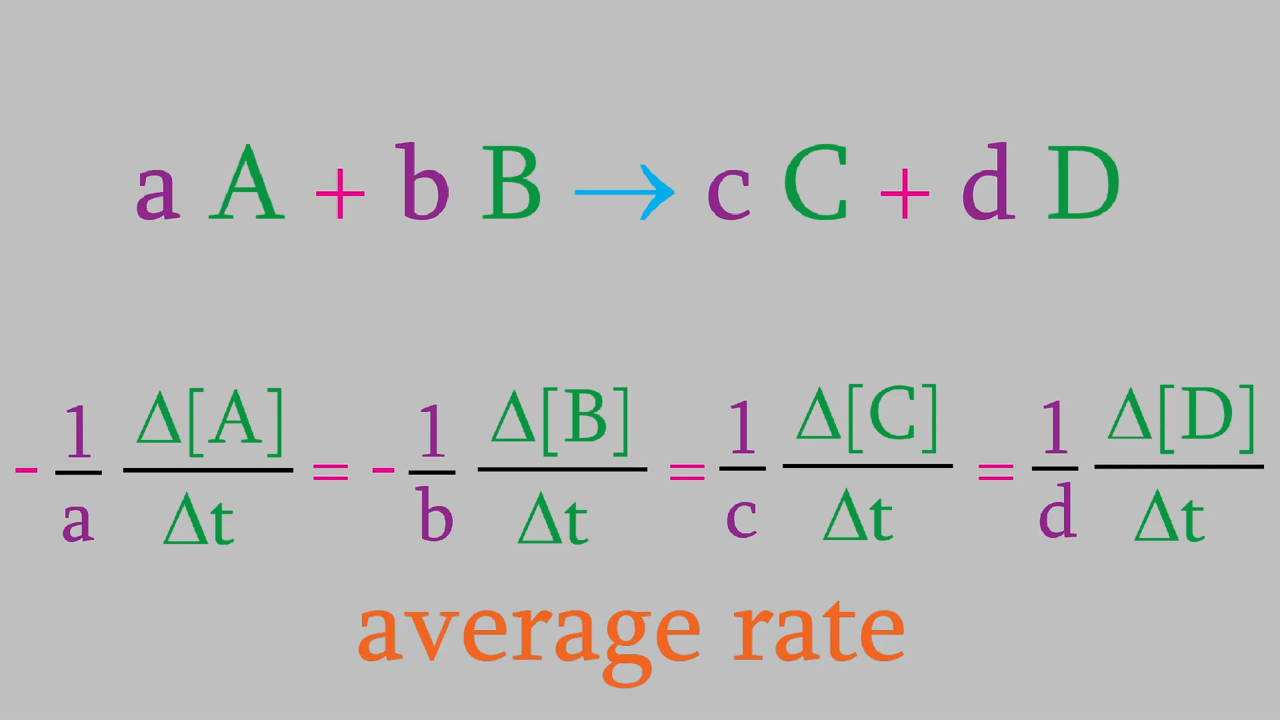 a A + b B → c C + d D
- 1/a Δ[A]/Δt = - 1/b Δ[B]/Δt = 1/c Δ[C]/Δt = 1/d Δ[D]/Δt
average rate